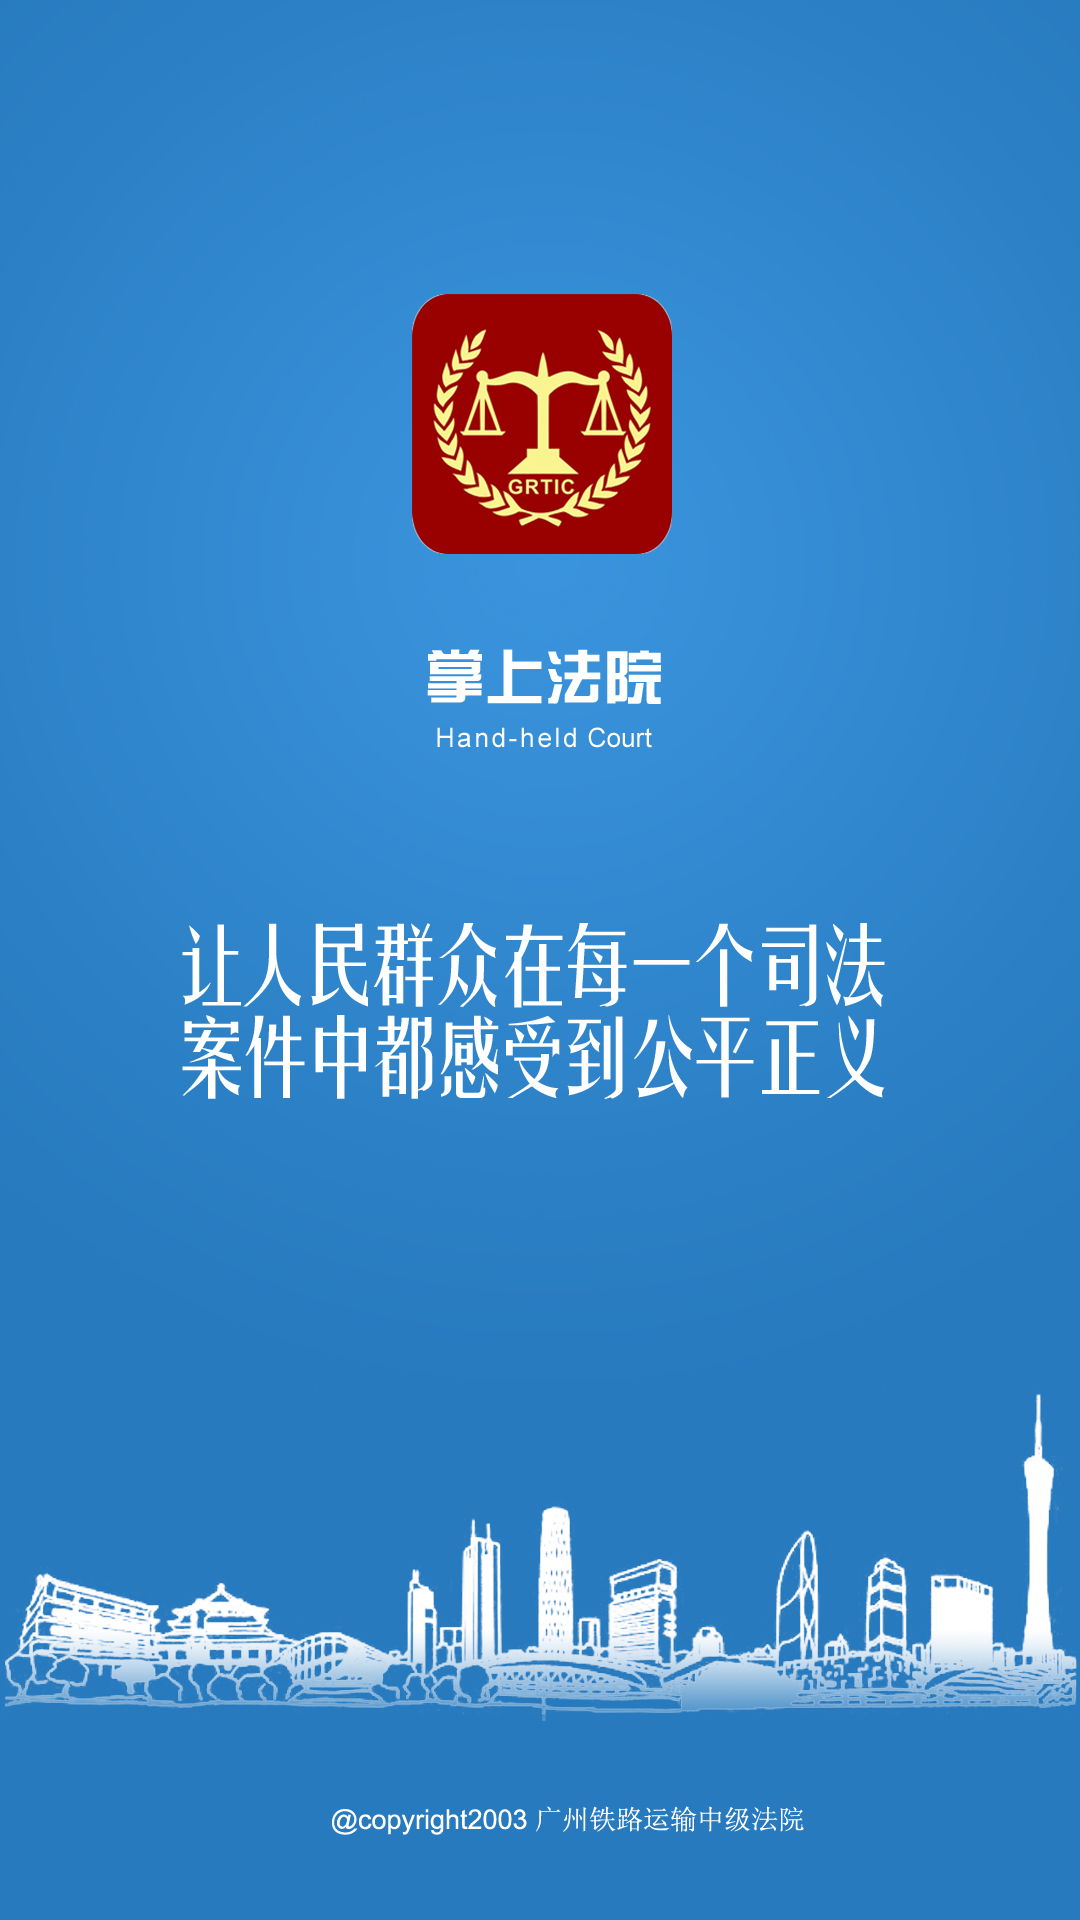 GRTIC
掌上法院
Hand-held Court
让人民群众在每一个司法
案件中都感受到公平正义
@copyright2003 广州铁路运输中级法院